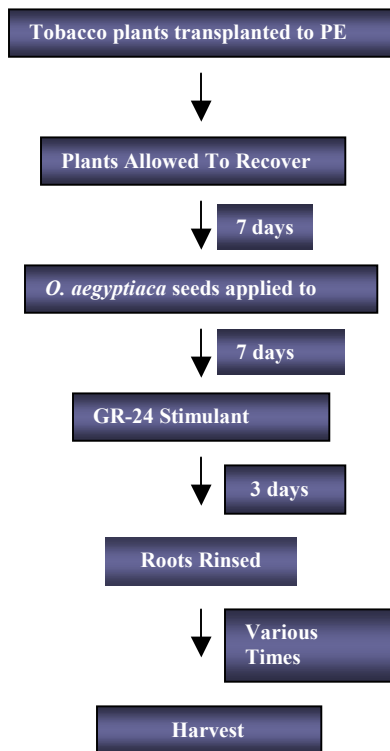 Tobacco plants transplanted to PE
Plants Allowed To Recover
7 days
O. aegyptiaca seeds applied to
7 days
GR-24 Stimulant
3 days
Roots Rinsed
Various
Times
Harvest